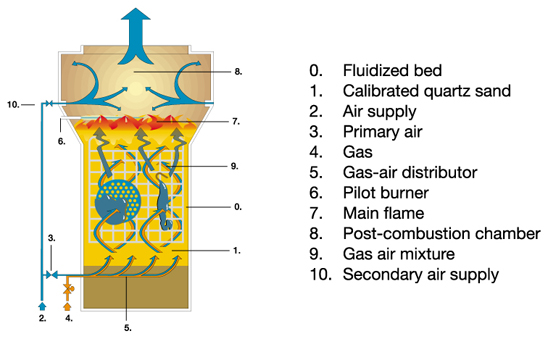 8.
10.
7.
6.
9.
0.
1.
3.
2.
4.
5.
0. Fluidized bed
1. Calibrated quartz sand
2. Air supply
3. Primary air
4. Gas
5. Gas-air distributor
6. Pilot burner
7. Main flame
8. Post-combustion chamber
9. Gas air mixture
10. Secondary air supply